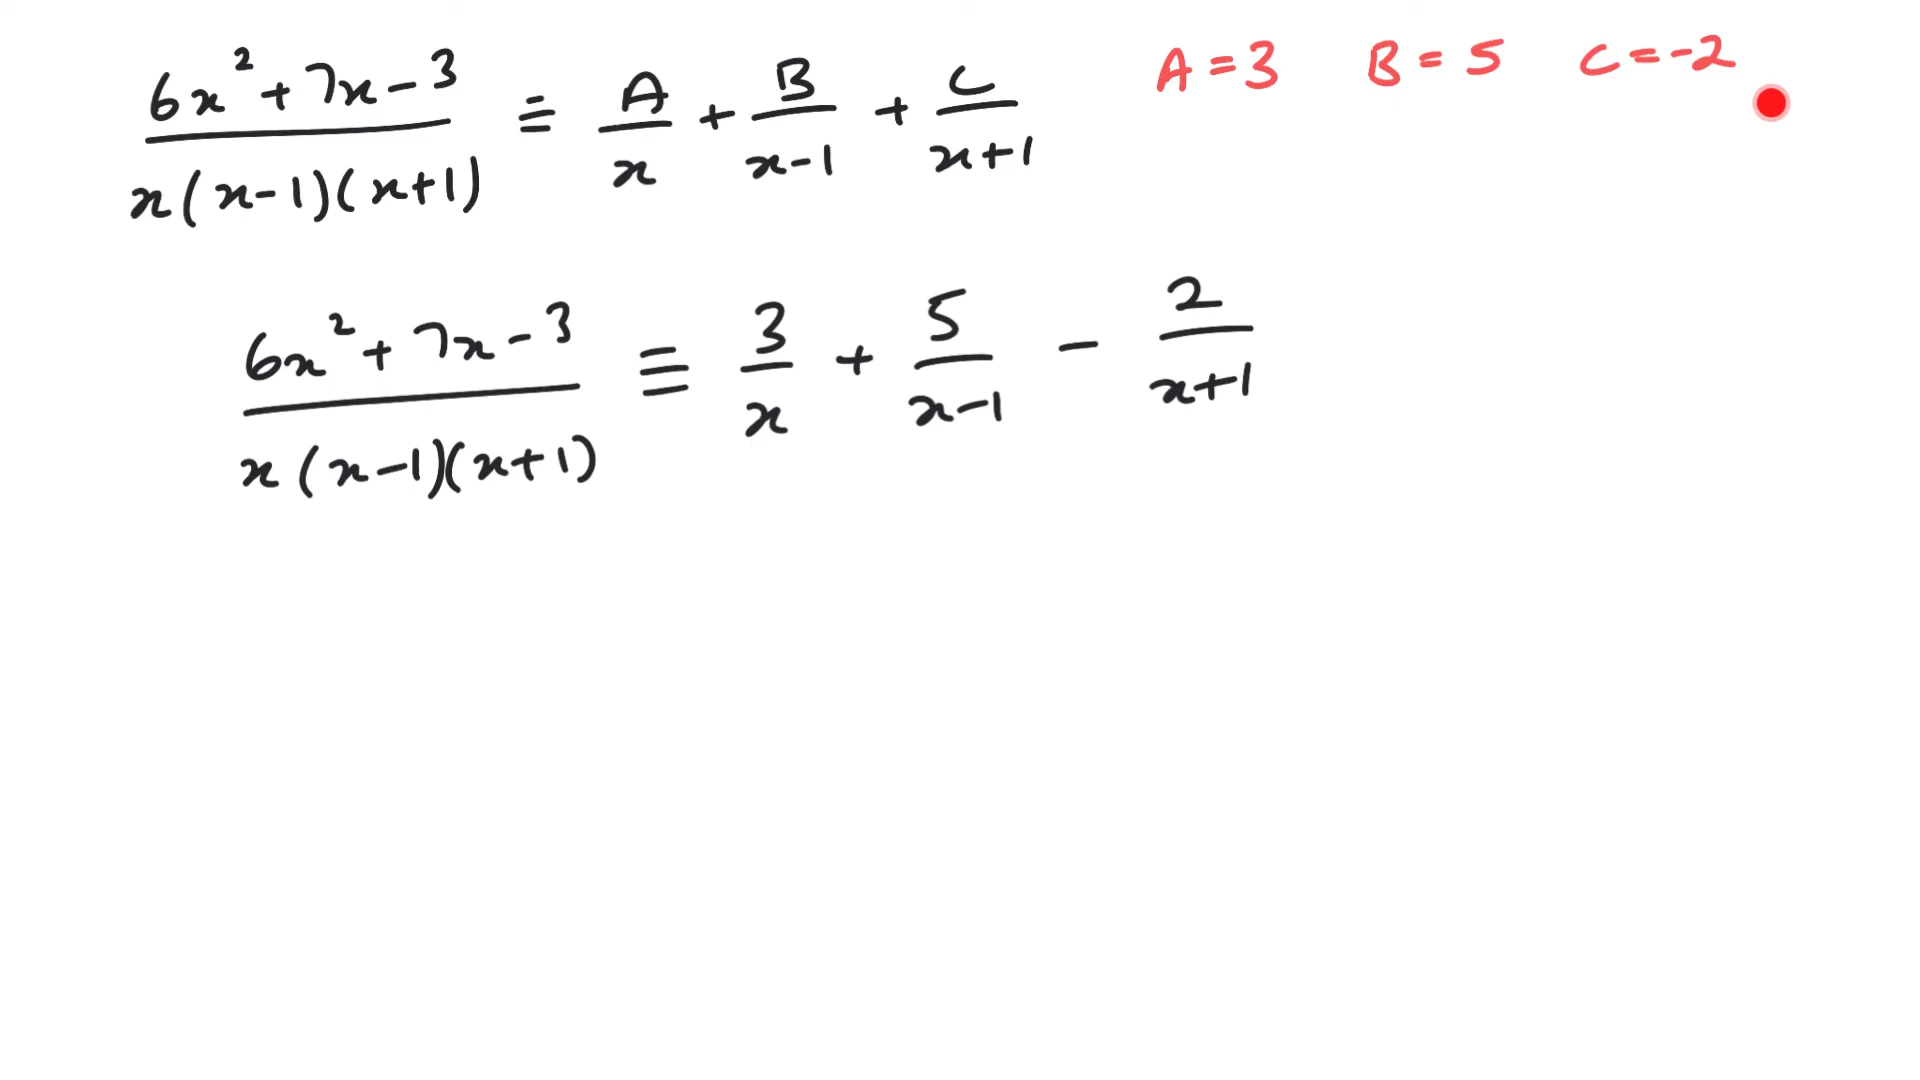 6x² + 7x - 3 / x(x-1)(x+1) ≡ A/x + B/x-1 + C/x+1
A = 3 B = 5 C = -2
6x² + 7x - 3 / x(x-1)(x+1) ≡ 3/x + 5/x-1 - 2/x+1